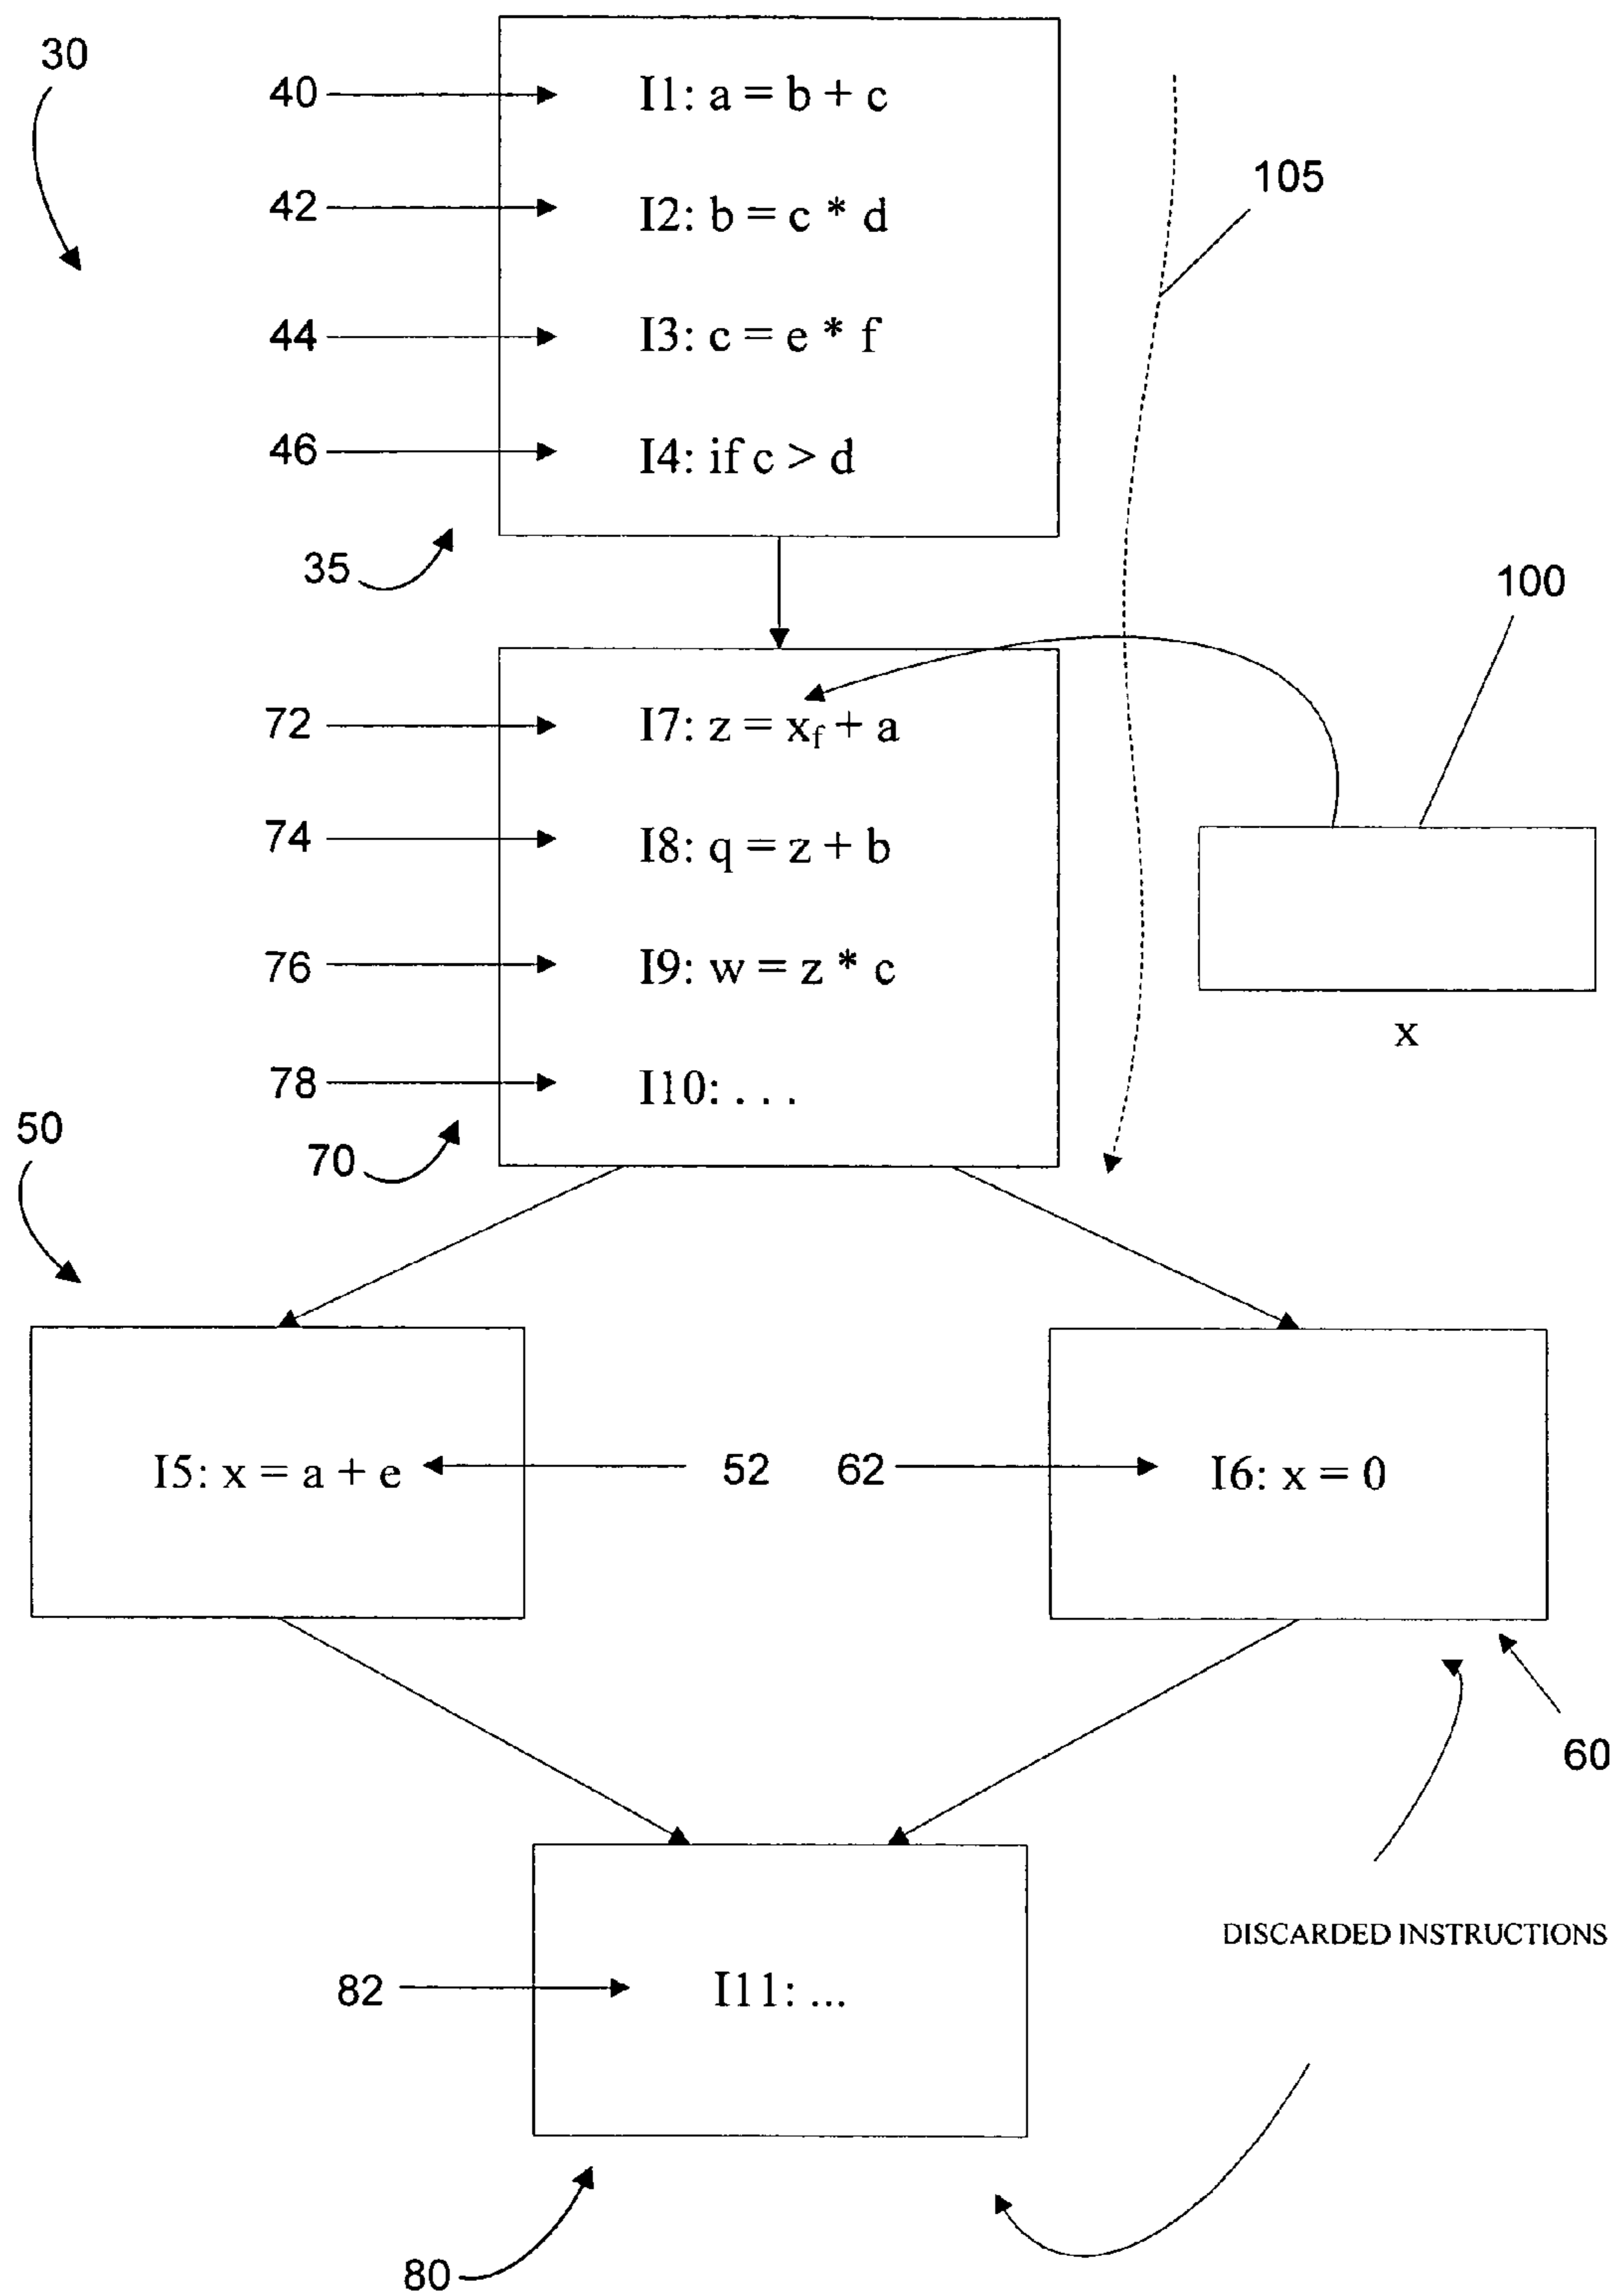 30
40 I1: a = b + c
105
42 I2: b = c * d
44 I3: c = e * f
46 I4: if c > d
35
100
72 I7: z = x_f + a
74 I8: q = z + b
76 I9: w = z * c
x
78 I10: . . .
50
70
I5: x = a + e 52 62 I6: x = 0
60
DISCARDED INSTRUCTIONS
82 I11: ...
80